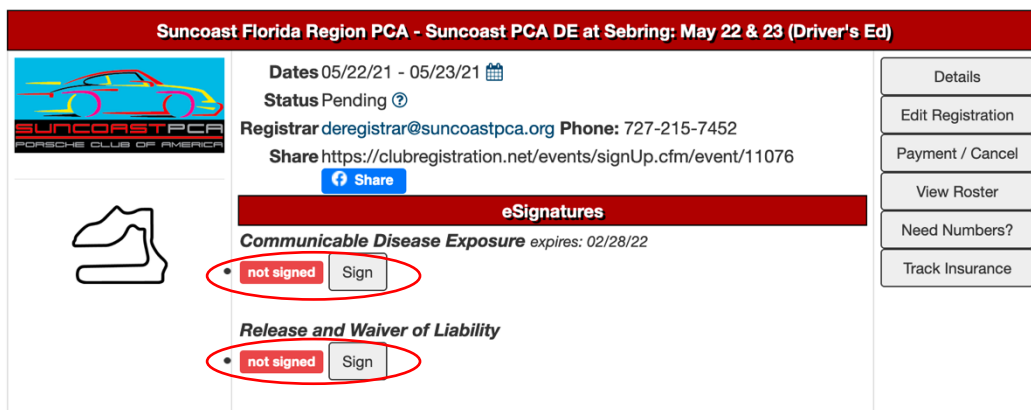 Suncoast Florida Region PCA - Suncoast PCA DE at Sebring: May 22 & 23 (Driver's Ed)
SUNCOASTPCA
PORSCHE CLUB OF AMERICA
Dates 05/22/21 - 05/23/21
Status Pending ?
Registrar deregistrar@suncoastpca.org Phone: 727-215-7452
Share https://clubregistration.net/events/signUp.cfm/event/11076
Share
eSignatures
Communicable Disease Exposure expires: 02/28/22
not signed Sign
Release and Waiver of Liability
not signed Sign
Details
Edit Registration
Payment / Cancel
View Roster
Need Numbers?
Track Insurance